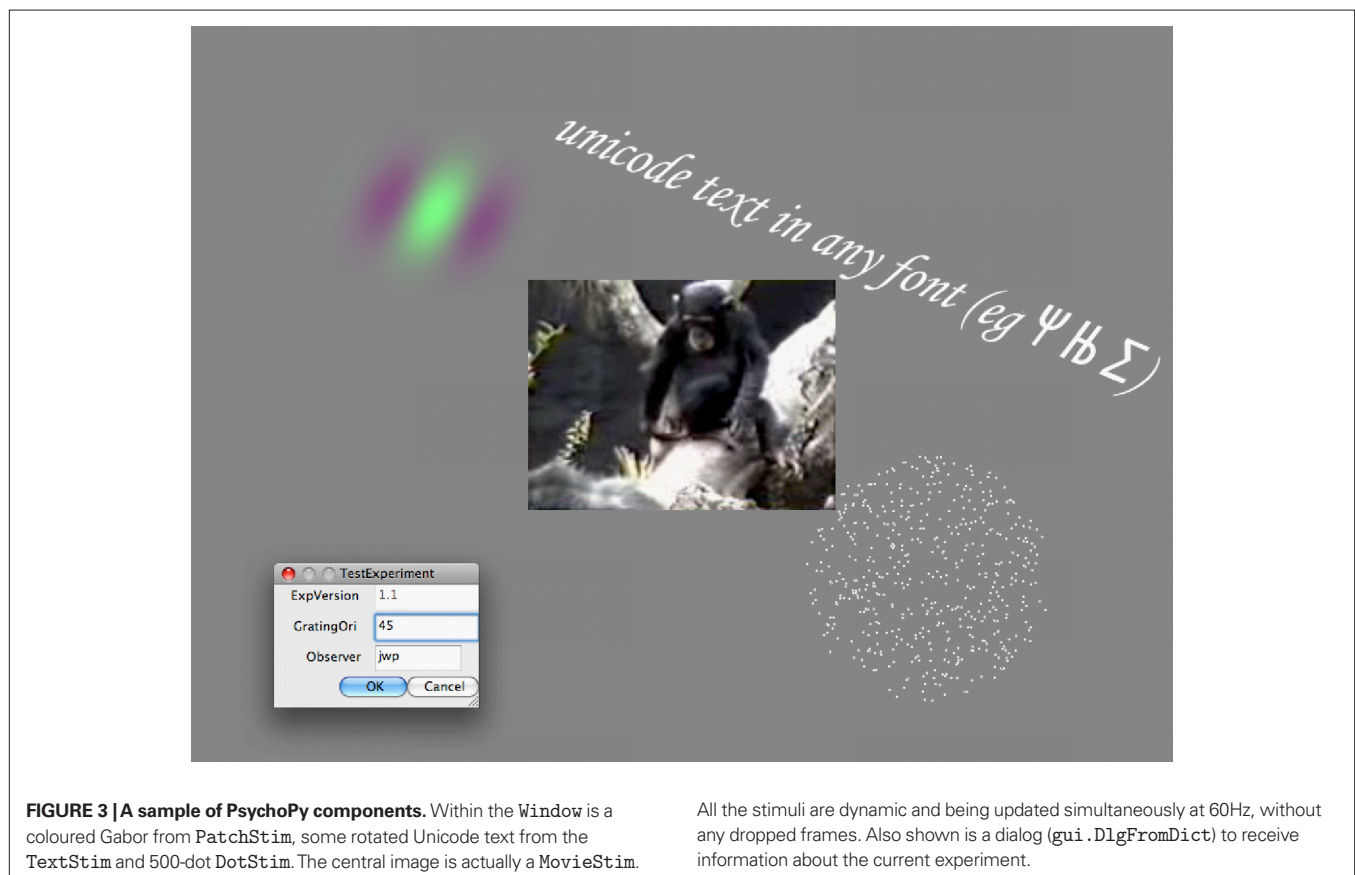 unicode text in any font (eg ΨЊΣ)
TestExperiment
ExpVersion 1.1
GratingOri 45
Observer jwp
OK Cancel
FIGURE 3 | A sample of PsychoPy components. Within the Window is a
coloured Gabor from PatchStim, some rotated Unicode text from the
TextStim and 500-dot DotStim. The central image is actually a MovieStim.
All the stimuli are dynamic and being updated simultaneously at 60Hz, without
any dropped frames. Also shown is a dialog (gui.DlgFromDict) to receive
information about the current experiment.